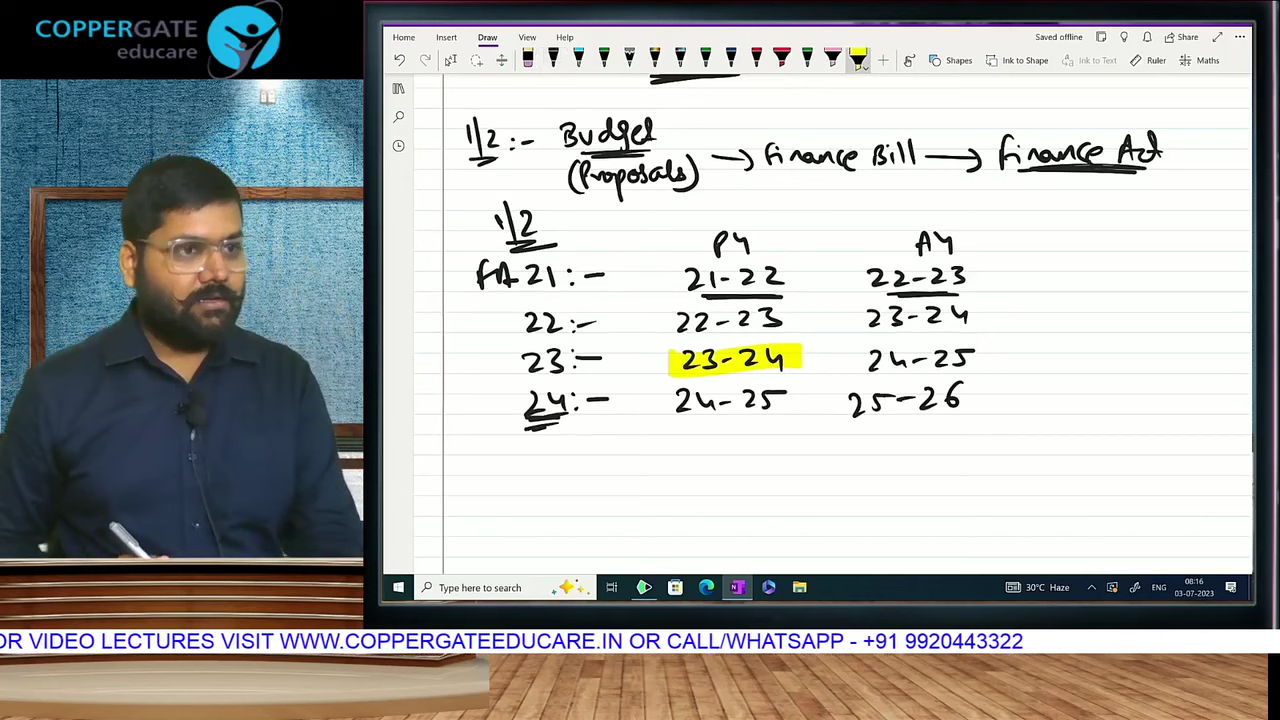 COPPERGATE
educare
Home Insert Draw View Help
Saved offline
Share
Shapes Ink to Shape Ink to Text Ruler Maths
1/2 :- Budget → Finance Bill → Finance Act
(Proposals)
1/2
PY AY
FA 21 :- 21-22 22-23
22 :- 22-23 23-24
23 :- 23-24 24-25
24 :- 24-25 25-26
Type here to search
30°C Haze
ENG
08:16
03-07-2023
OR VIDEO LECTURES VISIT WWW.COPPERGATEEDUCARE.IN OR CALL/WHATSAPP - +91 9920443322